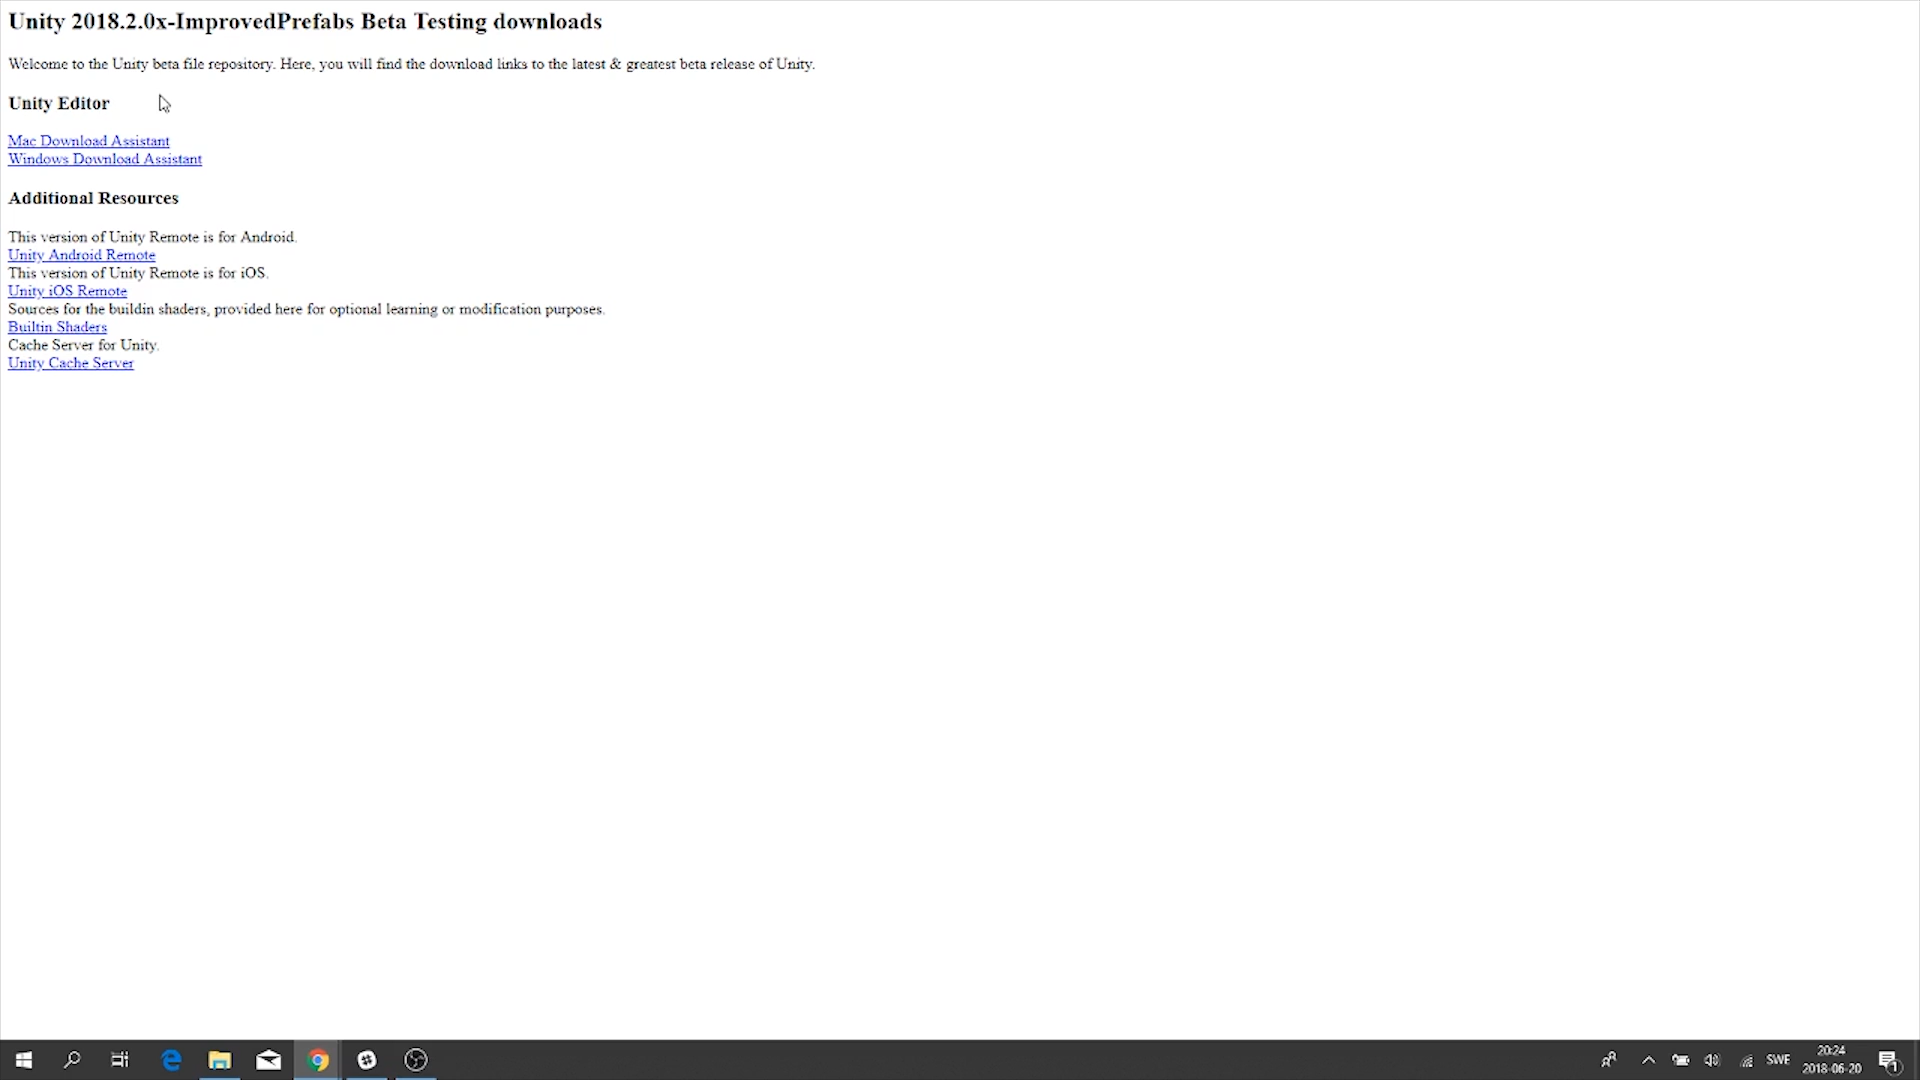 Unity 2018.2.0x-ImprovedPrefabs Beta Testing downloads
Welcome to the Unity beta file repository. Here, you will find the download links to the latest & greatest beta release of Unity.
Unity Editor
Mac Download Assistant
Windows Download Assistant
Additional Resources
This version of Unity Remote is for Android.
Unity Android Remote
This version of Unity Remote is for iOS.
Unity iOS Remote
Sources for the buildin shaders, provided here for optional learning or modification purposes.
Builtin Shaders
Cache Server for Unity.
Unity Cache Server
SWE
20:24
2018-06-20
1